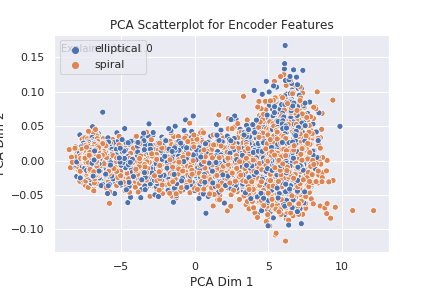 PCA Scatterplot for Encoder Features
elliptical
spiral
0
0.15
0.10
0.05
0.00
−0.05
−0.10
−5
0
5
10
PCA Dim 1
PCA Dim 2